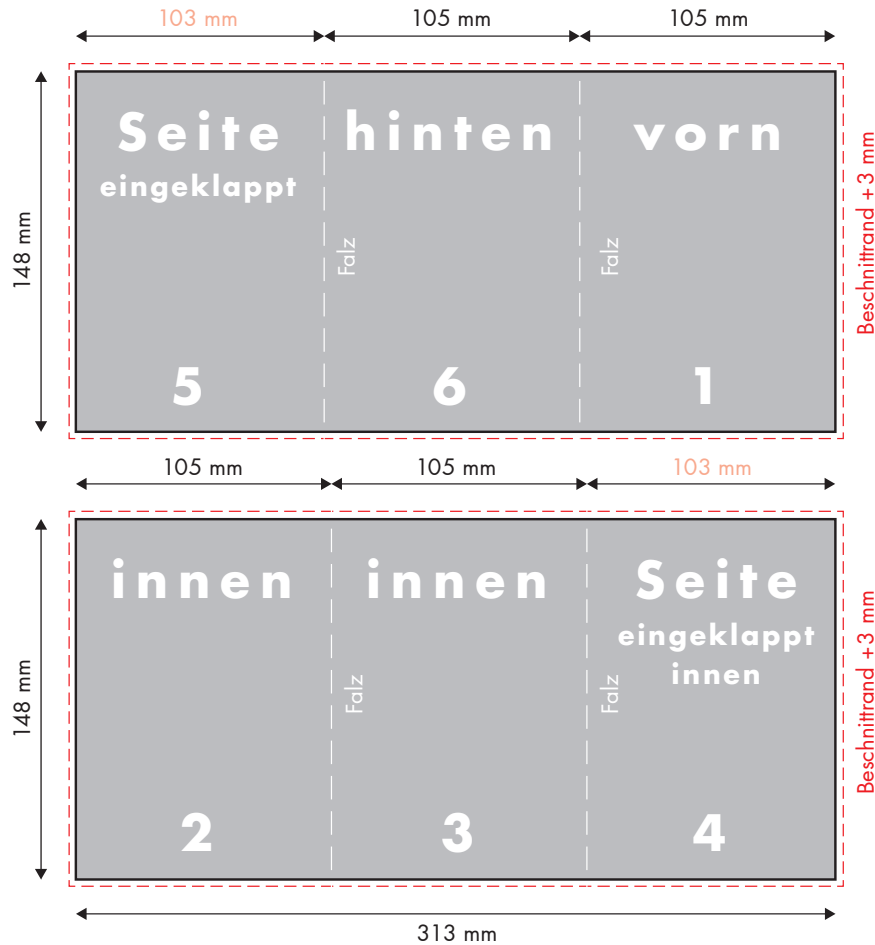 103 mm
105 mm
105 mm
Seite
eingeklappt
hinten
vorn
148 mm
Falz
Falz
Beschnittrand +3 mm
5
6
1
105 mm
105 mm
103 mm
innen
innen
Seite
eingeklappt
innen
148 mm
Falz
Falz
Beschnittrand +3 mm
2
3
4
313 mm